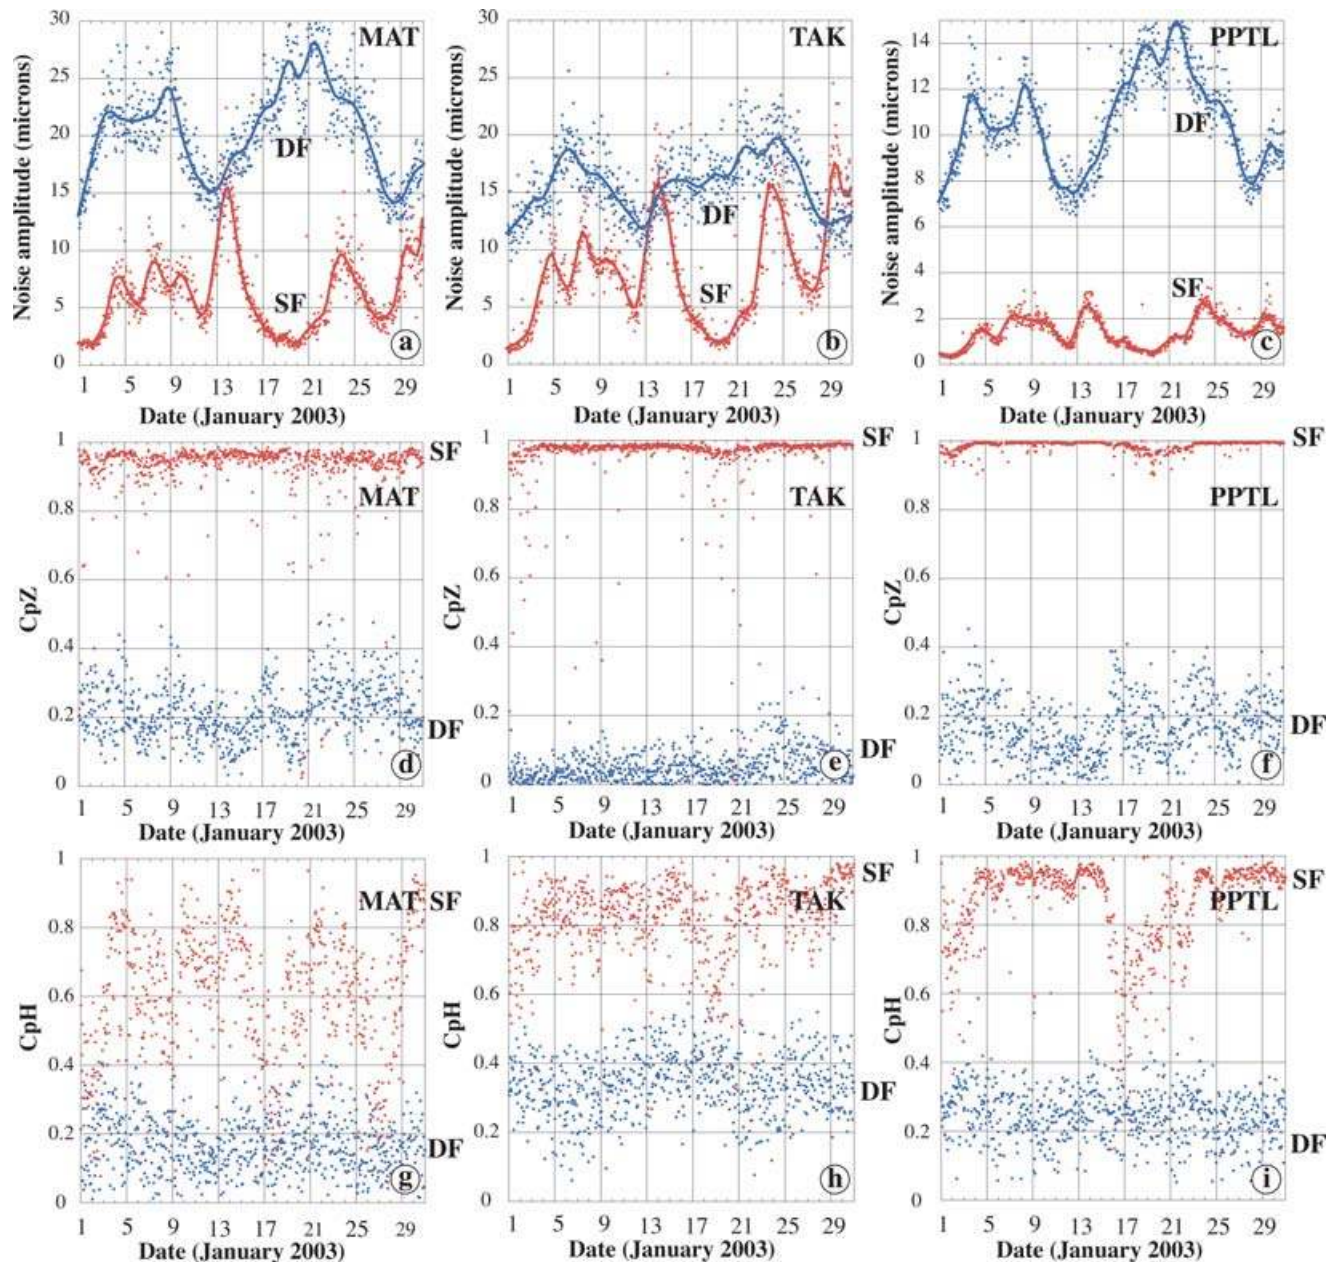 30
25
20
15
10
5
0
Noise amplitude (microns)
MAT
DF
SF
a
1 5 9 13 17 21 25 29
Date (January 2003)
30
25
20
15
10
5
0
Noise amplitude (microns)
TAK
DF
SF
b
1 5 9 13 17 21 25 29
Date (January 2003)
14
12
10
8
6
4
2
0
Noise amplitude (microns)
PPTL
DF
SF
c
1 5 9 13 17 21 25 29
Date (January 2003)
1
0.8
0.6
0.4
0.2
0
CpZ
SF
MAT
DF
d
1 5 9 13 17 21 25 29
Date (January 2003)
1
0.8
0.6
0.4
0.2
0
CpZ
SF
TAK
DF
e
1 5 9 13 17 21 25 29
Date (January 2003)
1
0.8
0.6
0.4
0.2
0
CpZ
SF
PPTL
DF
f
1 5 9 13 17 21 25 29
Date (January 2003)
1
0.8
0.6
0.4
0.2
0
CpH
MAT SF
DF
g
1 5 9 13 17 21 25 29
Date (January 2003)
1
0.8
0.6
0.4
0.2
0
CpH
SF
TAK
DF
h
1 5 9 13 17 21 25 29
Date (January 2003)
1
0.8
0.6
0.4
0.2
0
CpH
SF
PPTL
DF
i
1 5 9 13 17 21 25 29
Date (January 2003)